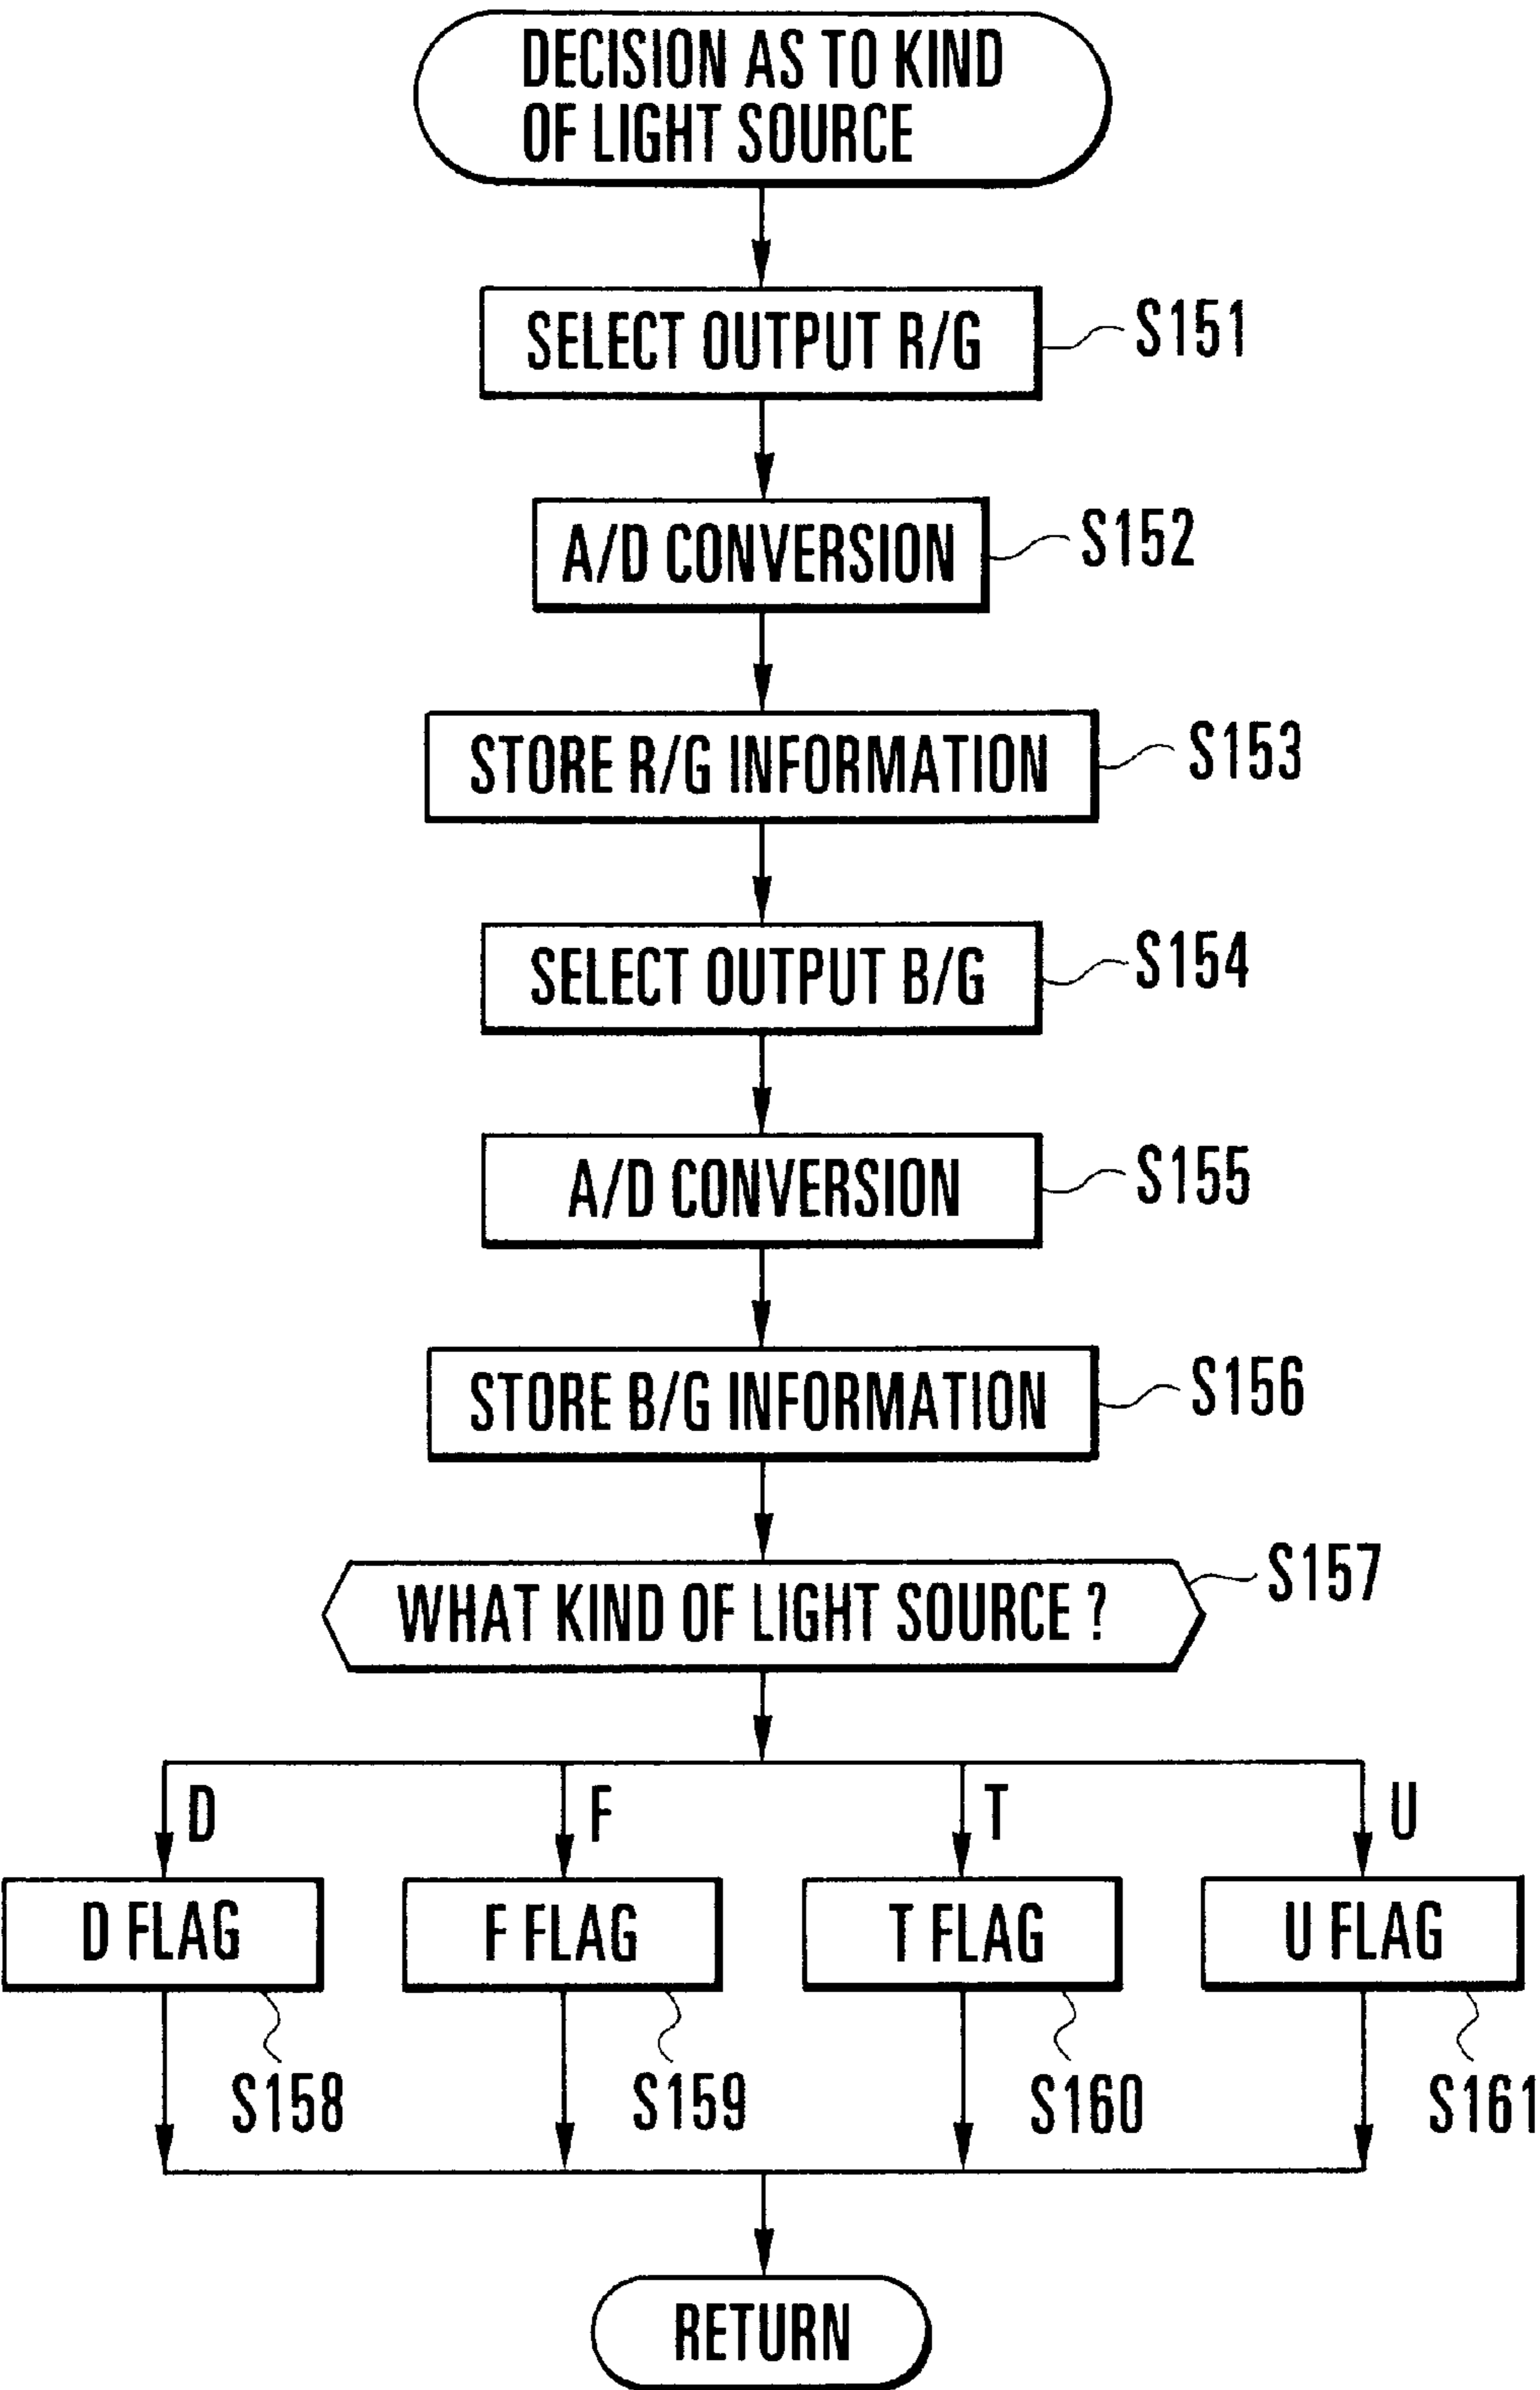 DECISION AS TO KIND
OF LIGHT SOURCE
SELECT OUTPUT R/G
S151
A/D CONVERSION
S152
STORE R/G INFORMATION
S153
SELECT OUTPUT B/G
S154
A/D CONVERSION
S155
STORE B/G INFORMATION
S156
WHAT KIND OF LIGHT SOURCE ?
S157
D
F
T
U
D FLAG
F FLAG
T FLAG
U FLAG
S158
S159
S160
S161
RETURN